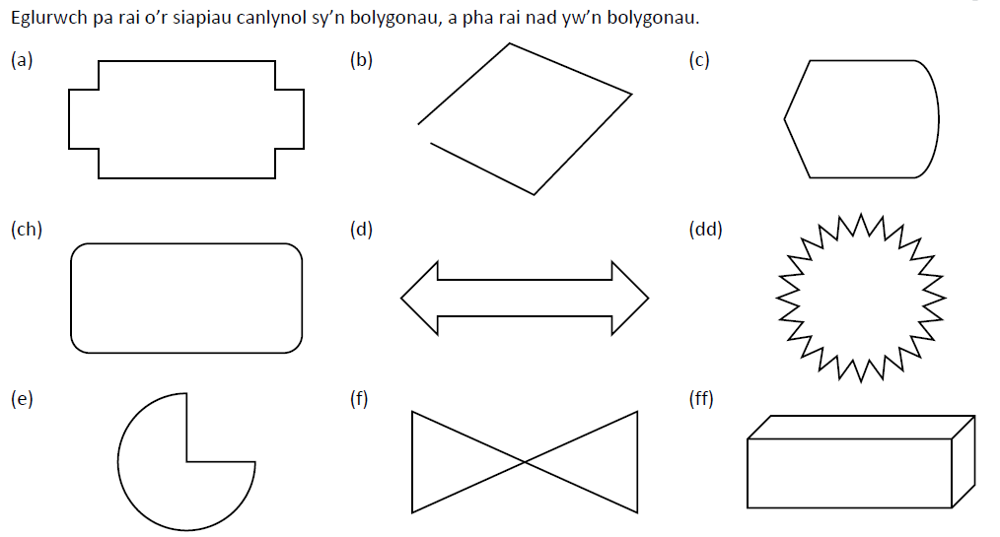 Eglurwch pa rai o’r siapiau canlynol sy’n bolygonau, a pha rai nad yw’n bolygonau.
(a) (b) (c)
(ch) (d) (dd)
(e) (f) (ff)